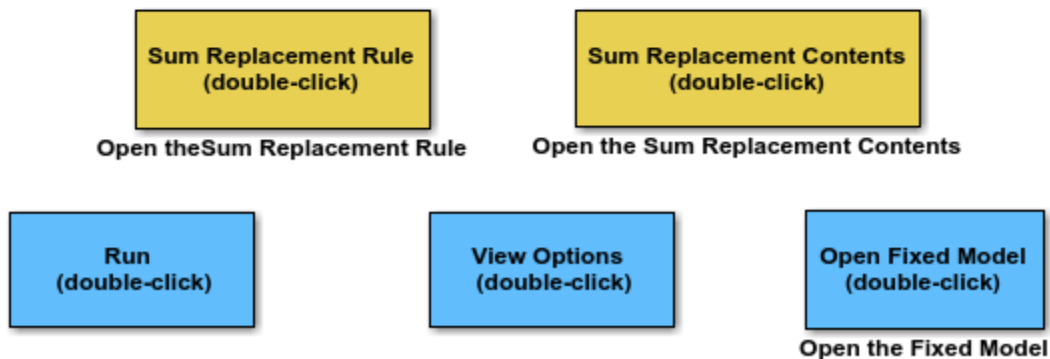 Sum Replacement Rule
(double-click)
Sum Replacement Contents
(double-click)
Open theSum Replacement Rule
Open the Sum Replacement Contents
Run
(double-click)
View Options
(double-click)
Open Fixed Model
(double-click)
Open the Fixed Model